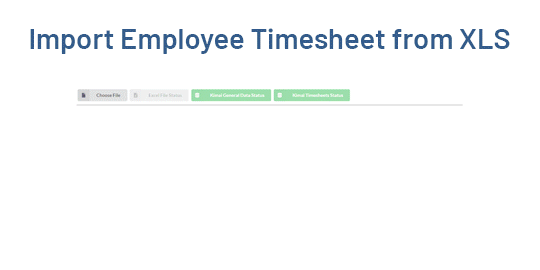 Import Employee Timesheet from XLS
Choose File
Excel File Status
Kimai General Data Status
Kimai Timesheets Status